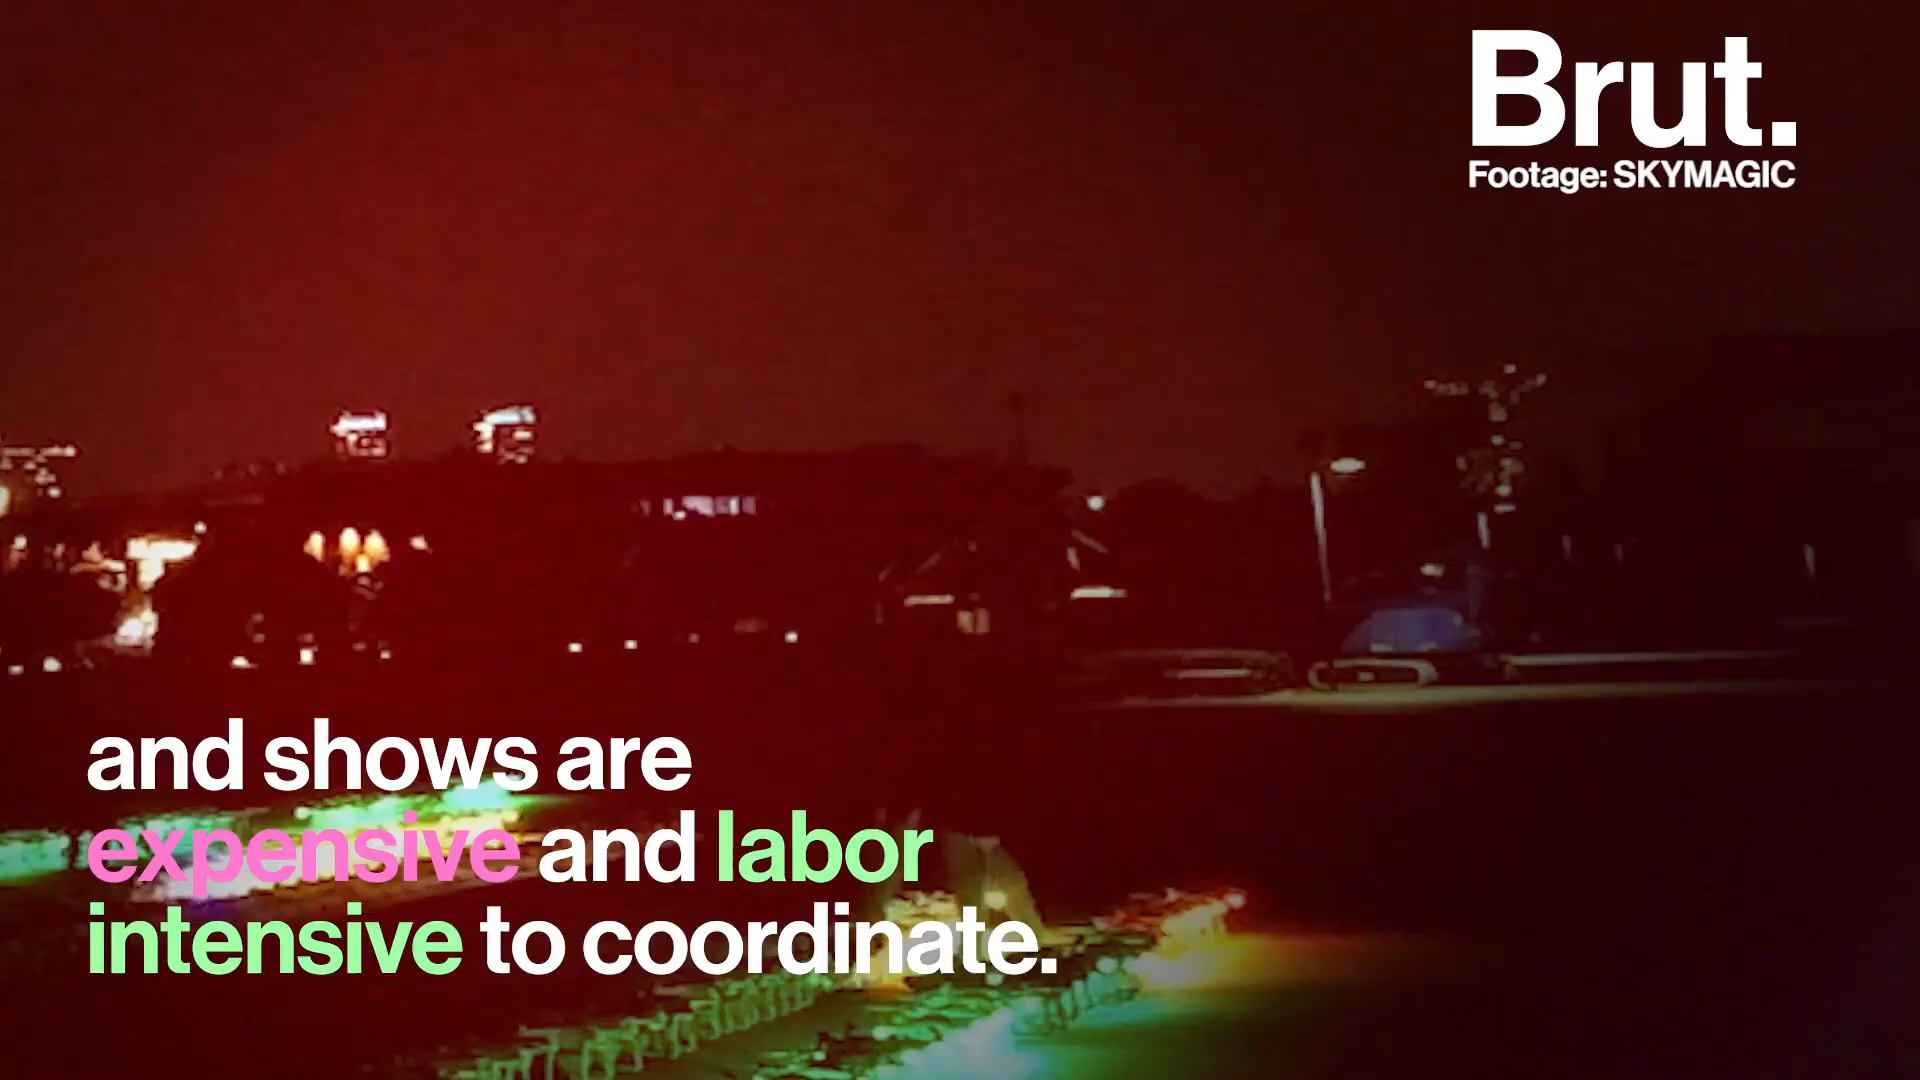 Brut.
Footage: SKYMAGIC
and shows are
expensive and labor
intensive to coordinate.